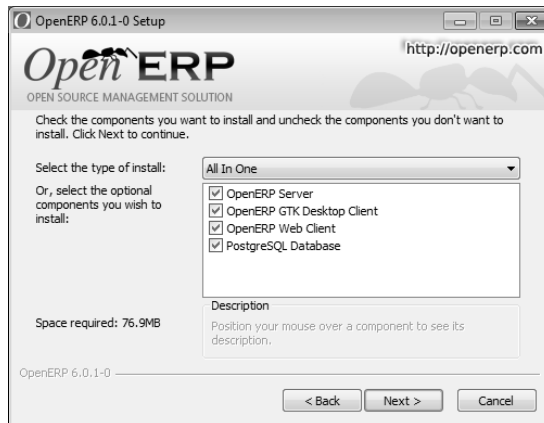 OpenERP 6.0.1-0 Setup
http://openerp.com
Open ERP
OPEN SOURCE MANAGEMENT SOLUTION
Check the components you want to install and uncheck the components you don't want to
install. Click Next to continue.
Select the type of install:
All In One
Or, select the optional
components you wish to
install:
OpenERP Server
OpenERP GTK Desktop Client
OpenERP Web Client
PostgreSQL Database
Space required: 76.9MB
Description
Position your mouse over a component to see its
description.
OpenERP 6.0.1-0
< Back
Next >
Cancel